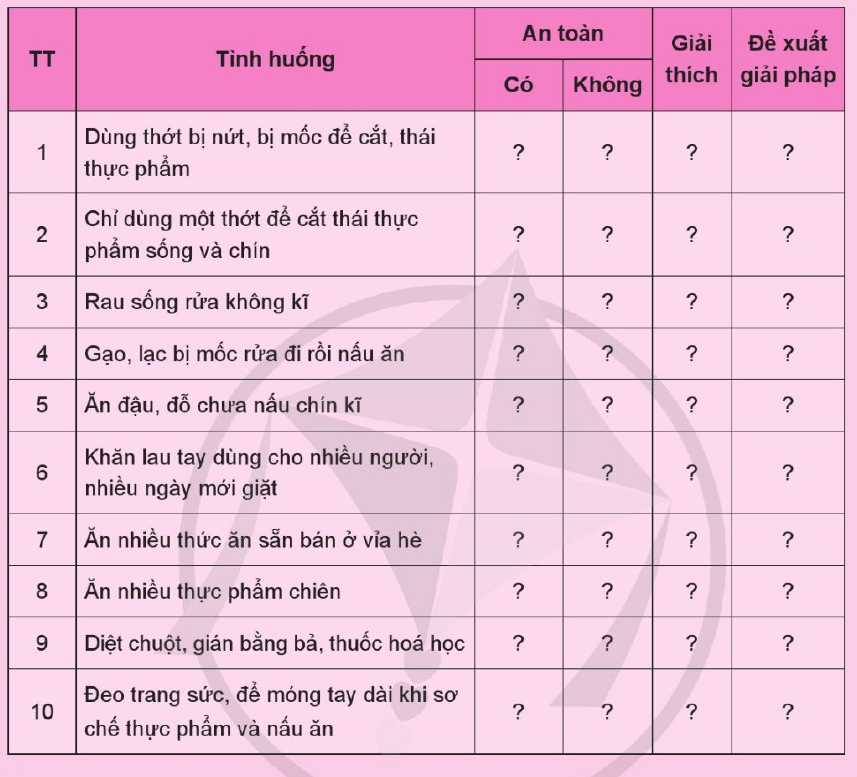 TT Tình huống An toàn Giải thích Đề xuất giải pháp
Có Không
1 Dùng thớt bị nứt, bị mốc để cắt, thái ? ? ? ?
thực phẩm
2 Chỉ dùng một thớt để cắt thái thực ? ? ? ?
phẩm sống và chín
3 Rau sống rửa không kĩ ? ? ? ?
4 Gạo, lạc bị mốc rửa đi rồi nấu ăn ? ? ? ?
5 Ăn đậu, đỗ chưa nấu chín kĩ ? ? ? ?
6 Khăn lau tay dùng cho nhiều người, ? ? ? ?
nhiều ngày mới giặt
7 Ăn nhiều thức ăn sẵn bán ở vỉa hè ? ? ? ?
8 Ăn nhiều thực phẩm chiên ? ? ? ?
9 Diệt chuột, gián bằng bả, thuốc hoá học ? ? ? ?
10 Đeo trang sức, để móng tay dài khi sơ ? ? ? ?
chế thực phẩm và nấu ăn